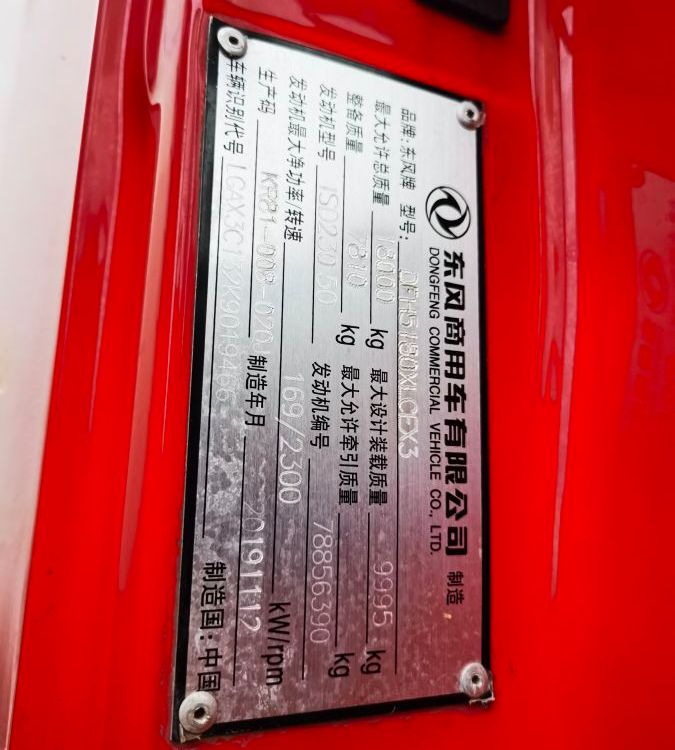 东风商用车有限公司 制造
DONGFENG COMMERCIAL VEHICLE CO., LTD.
品牌:东风牌 型号: DFH5180XLCEX3
最大允许总质量 18000 kg 最大设计装载质量 9995 kg
整备质量 7810 kg 最大允许牵引质量 kg
发动机型号 ISD230 50 发动机编号 78856390
发动机最大净功率/转速 169/2300 kW/rpm
生产码 制造年月 20191112
车辆识别代号 制造国:中国